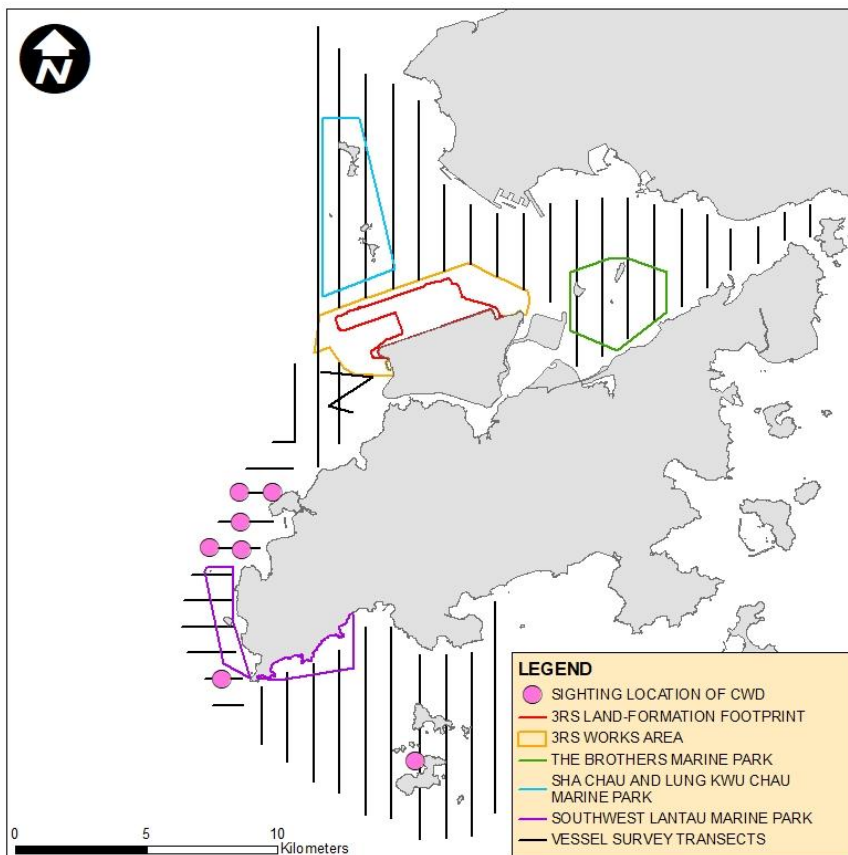 N
LEGEND
SIGHTING LOCATION OF CWD
3RS LAND-FORMATION FOOTPRINT
3RS WORKS AREA
THE BROTHERS MARINE PARK
SHA CHAU AND LUNG KWU CHAU
MARINE PARK
SOUTHWEST LANTAU MARINE PARK
VESSEL SURVEY TRANSECTS
0 5 10
Kilometers